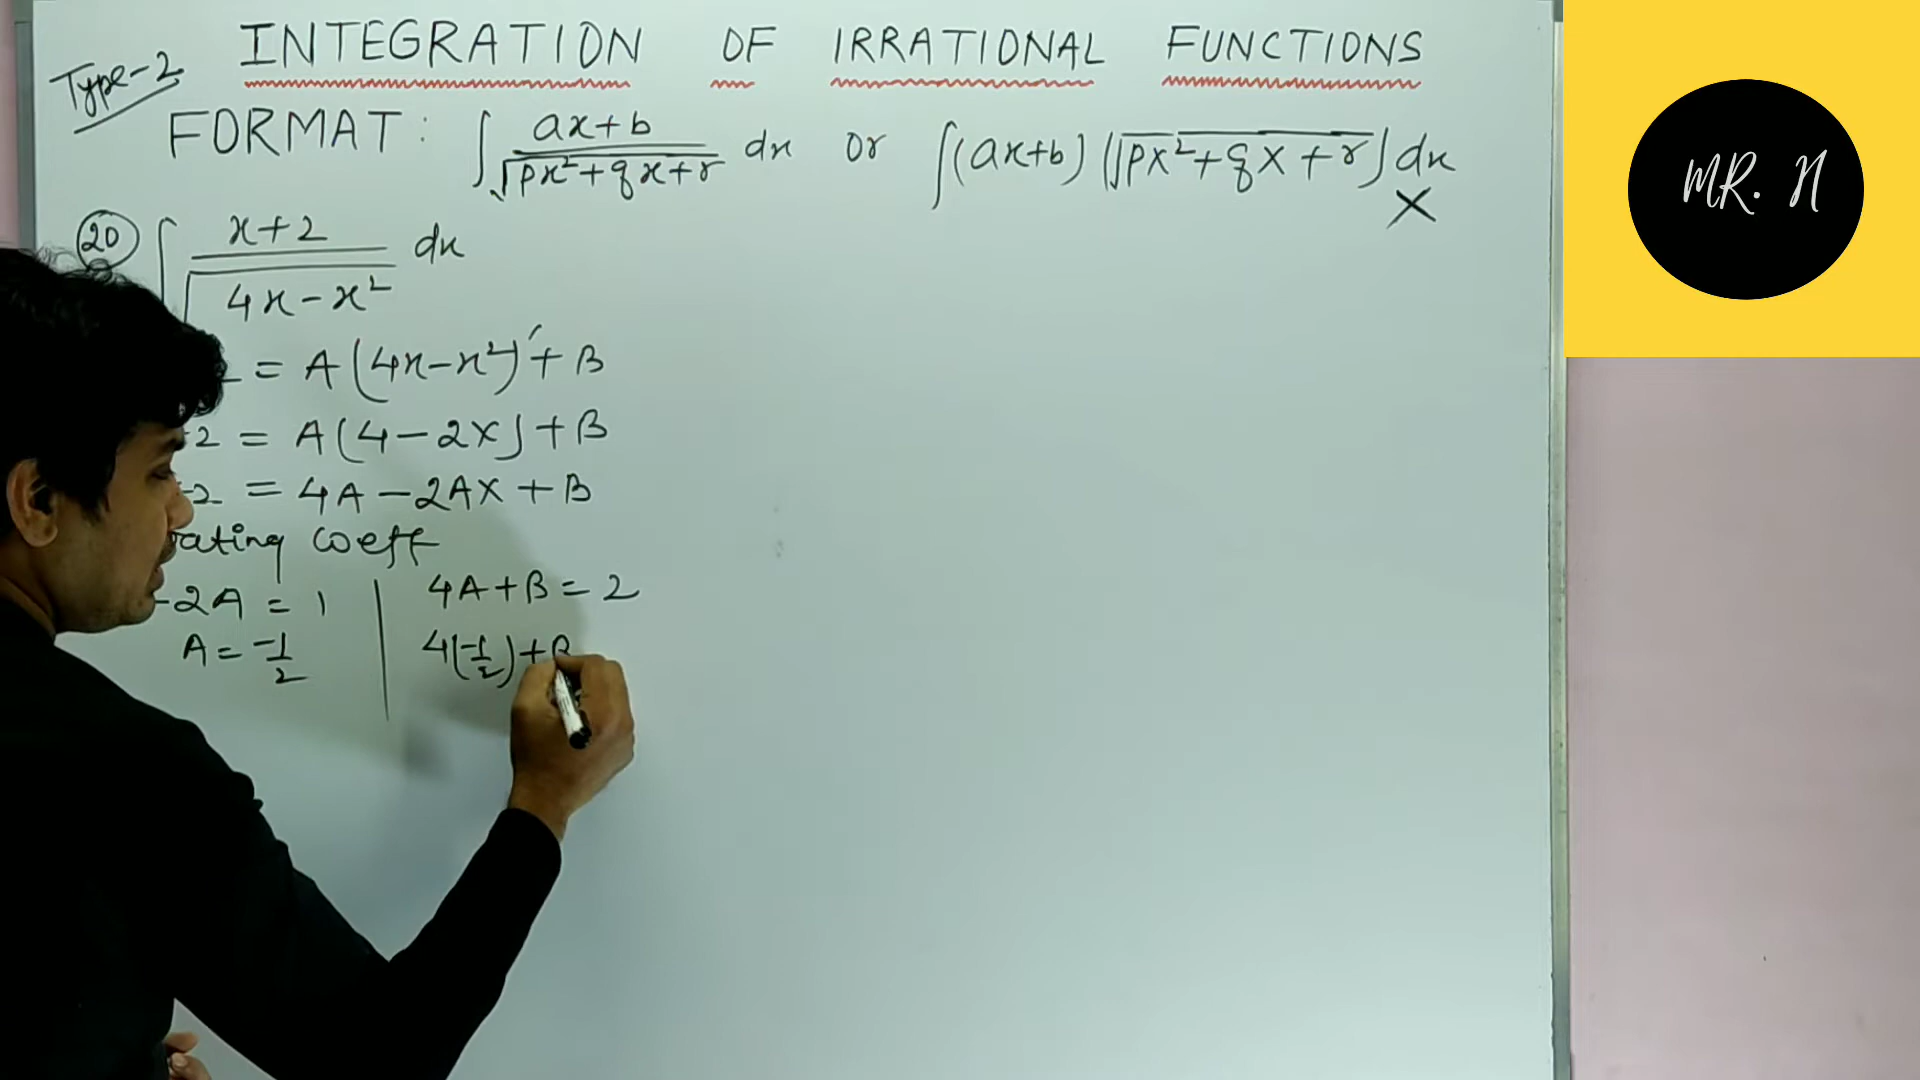 Type-2
INTEGRATION OF IRRATIONAL FUNCTIONS
FORMAT: ∫ (ax+b)/√(px²+qx+r) dx or ∫(ax+b)(√(px²+qx+r))dx
X
20 ∫ (x+2)/√(4x-x²) dx
= A(4x-x²)'+B
+2 = A(4-2x)+B
= 4A-2Ax+B
coeff
-2A = 1
4A+B=2
A=-1/2
4(-1/2)+B
MR. N